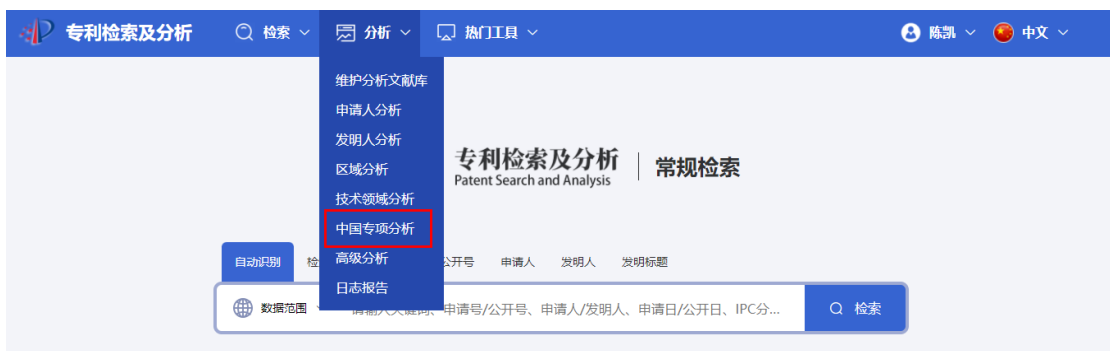 专利检索及分析 检索 分析 热门工具 陈凯 中文
维护分析文献库
申请人分析
发明人分析
区域分析
技术领域分析
中国专项分析
高级分析
日志报告
专利检索及分析 常规检索
Patent Search and Analysis
自动识别 检 公开号 申请人 发明人 发明标题
数据范围 、申请号/公开号、申请人/发明人、申请日/公开日、IPC分... 检索